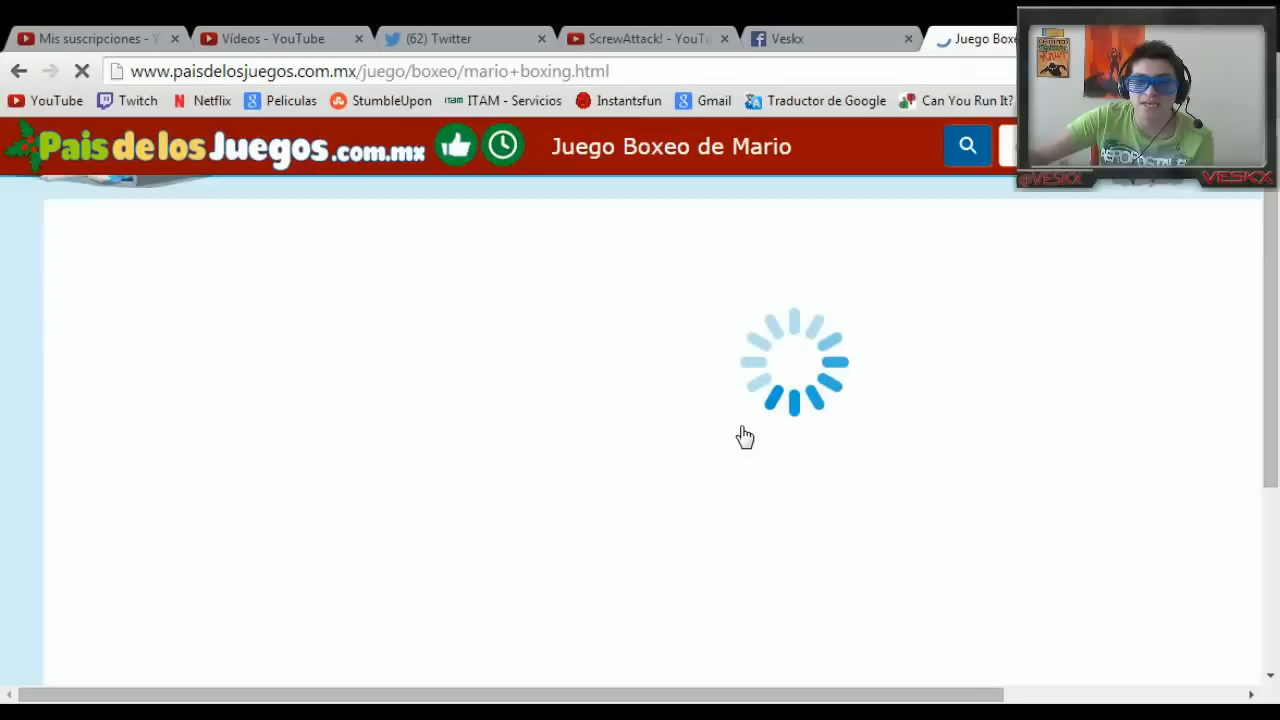 Mis suscripciones - Y
Vídeos - YouTube
(62) Twitter
ScrewAttack! - YouT
Veskx
Juego Boxe
www.paisdelosjuegos.com.mx/juego/boxeo/mario+boxing.html
YouTube
Twitch
Netflix
Peliculas
StumbleUpon
ITAM - Servicios
Instantsfun
Gmail
Traductor de Google
Can You Run It?
PaisdelosJuegos.com.mx
Juego Boxeo de Mario
AEROPOSTALE
@VESKX
VESKX